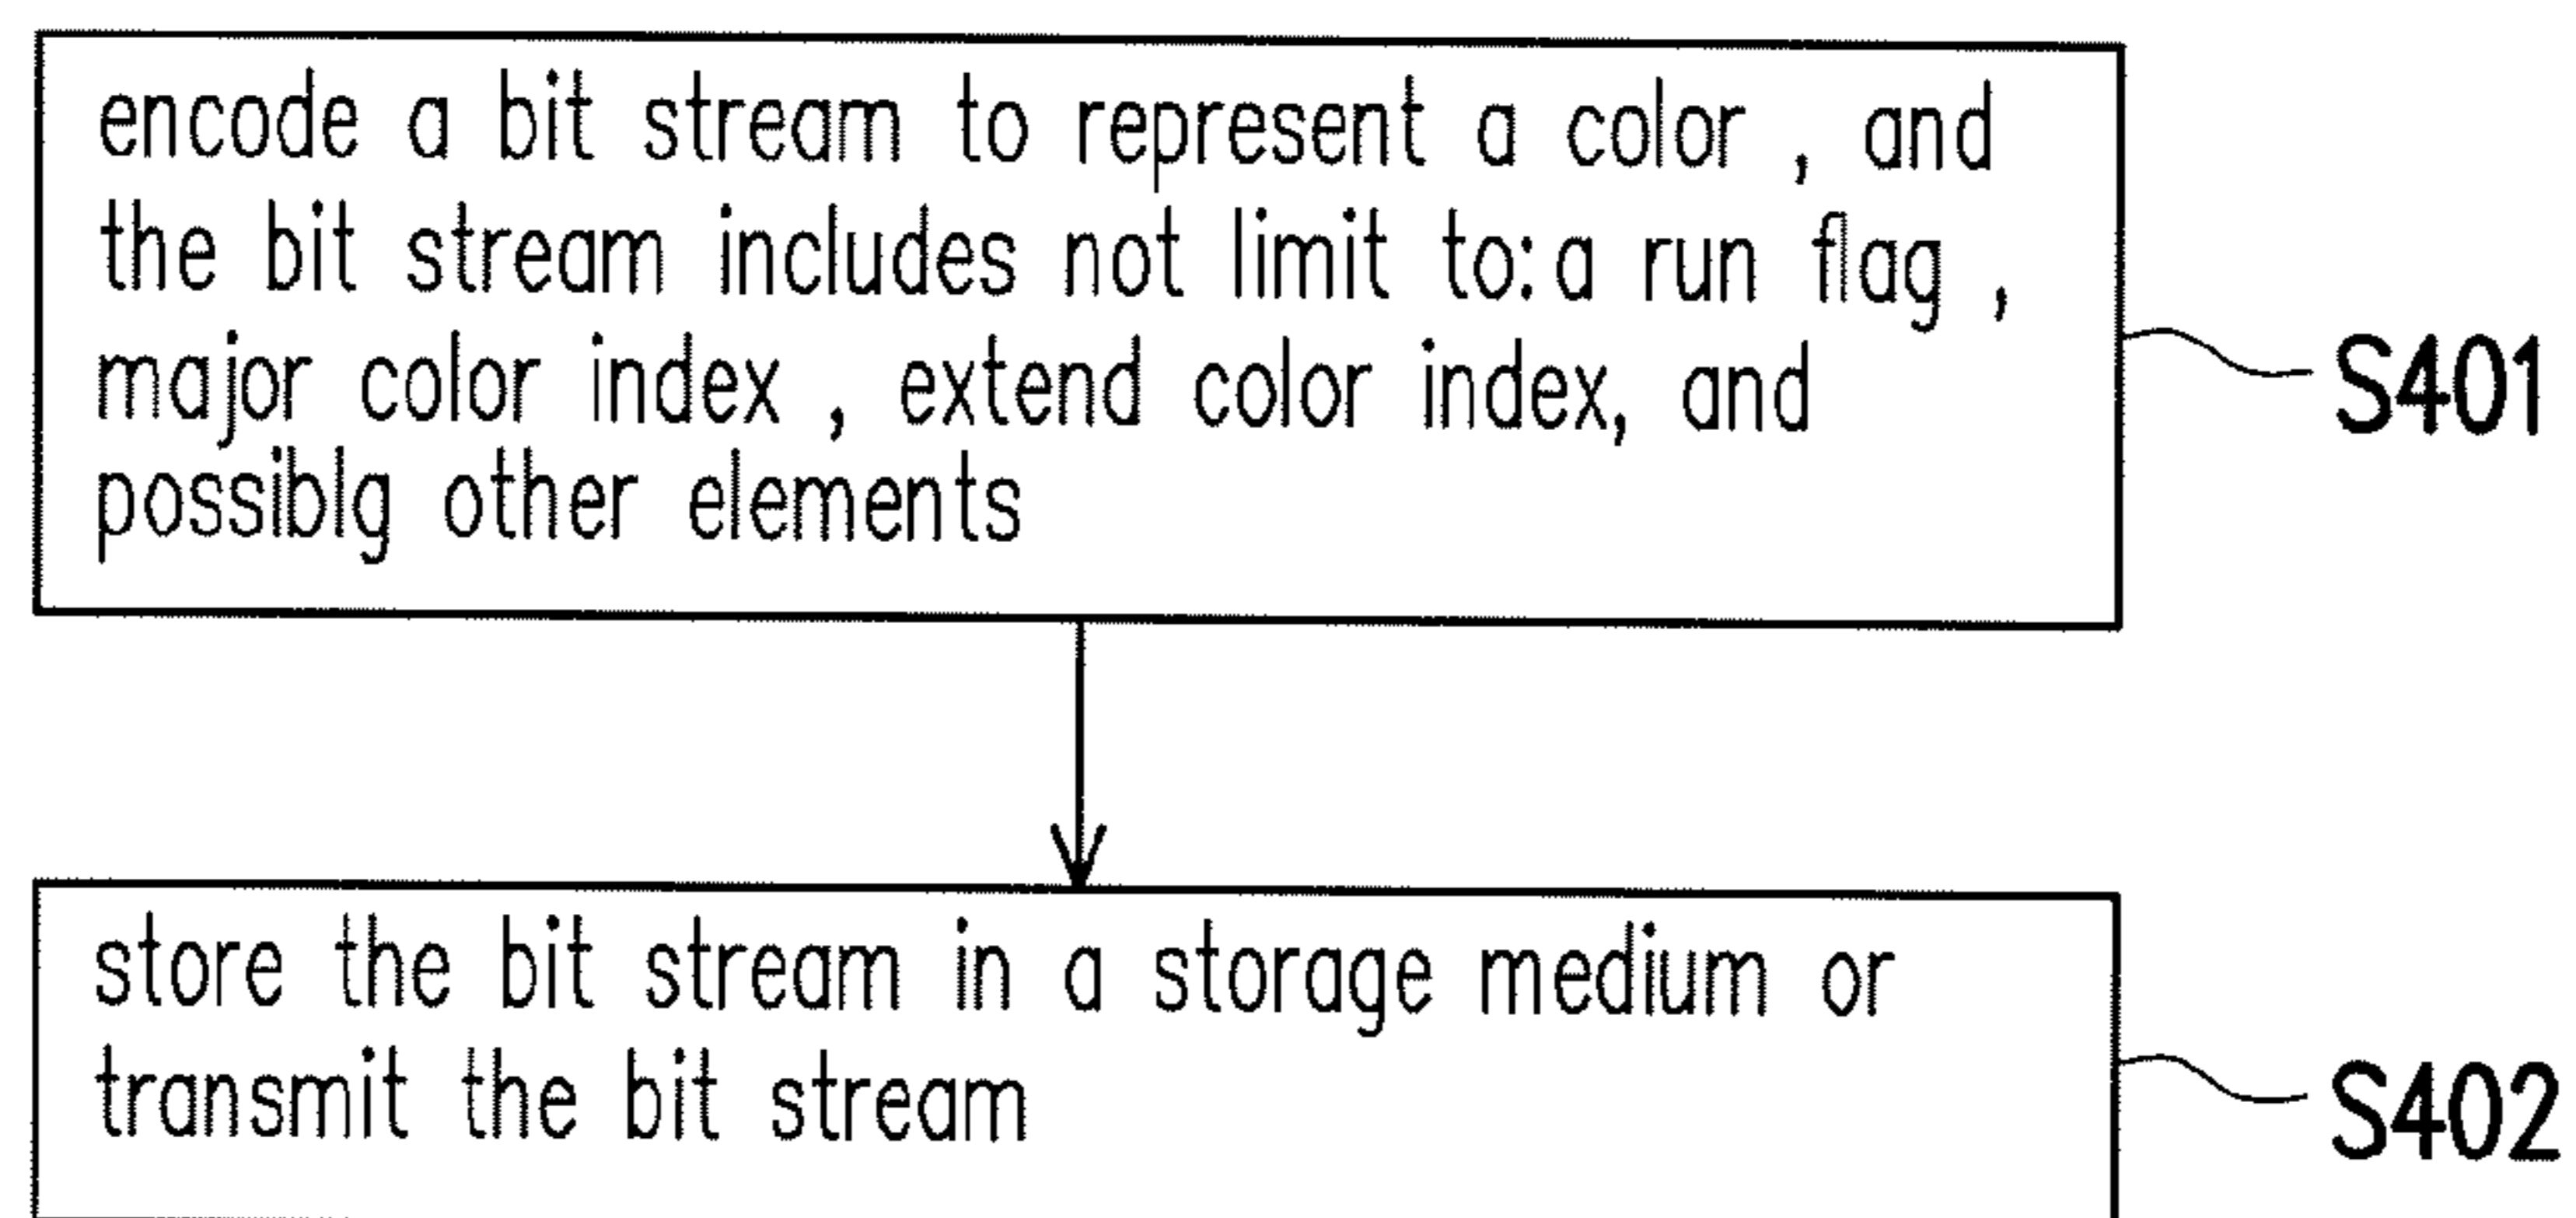 encode a bit stream to represent a color , and
the bit stream includes not limit to: a run flag ,
major color index , extend color index, and
possiblg other elements
S401
store the bit stream in a storage medium or
transmit the bit stream
S402